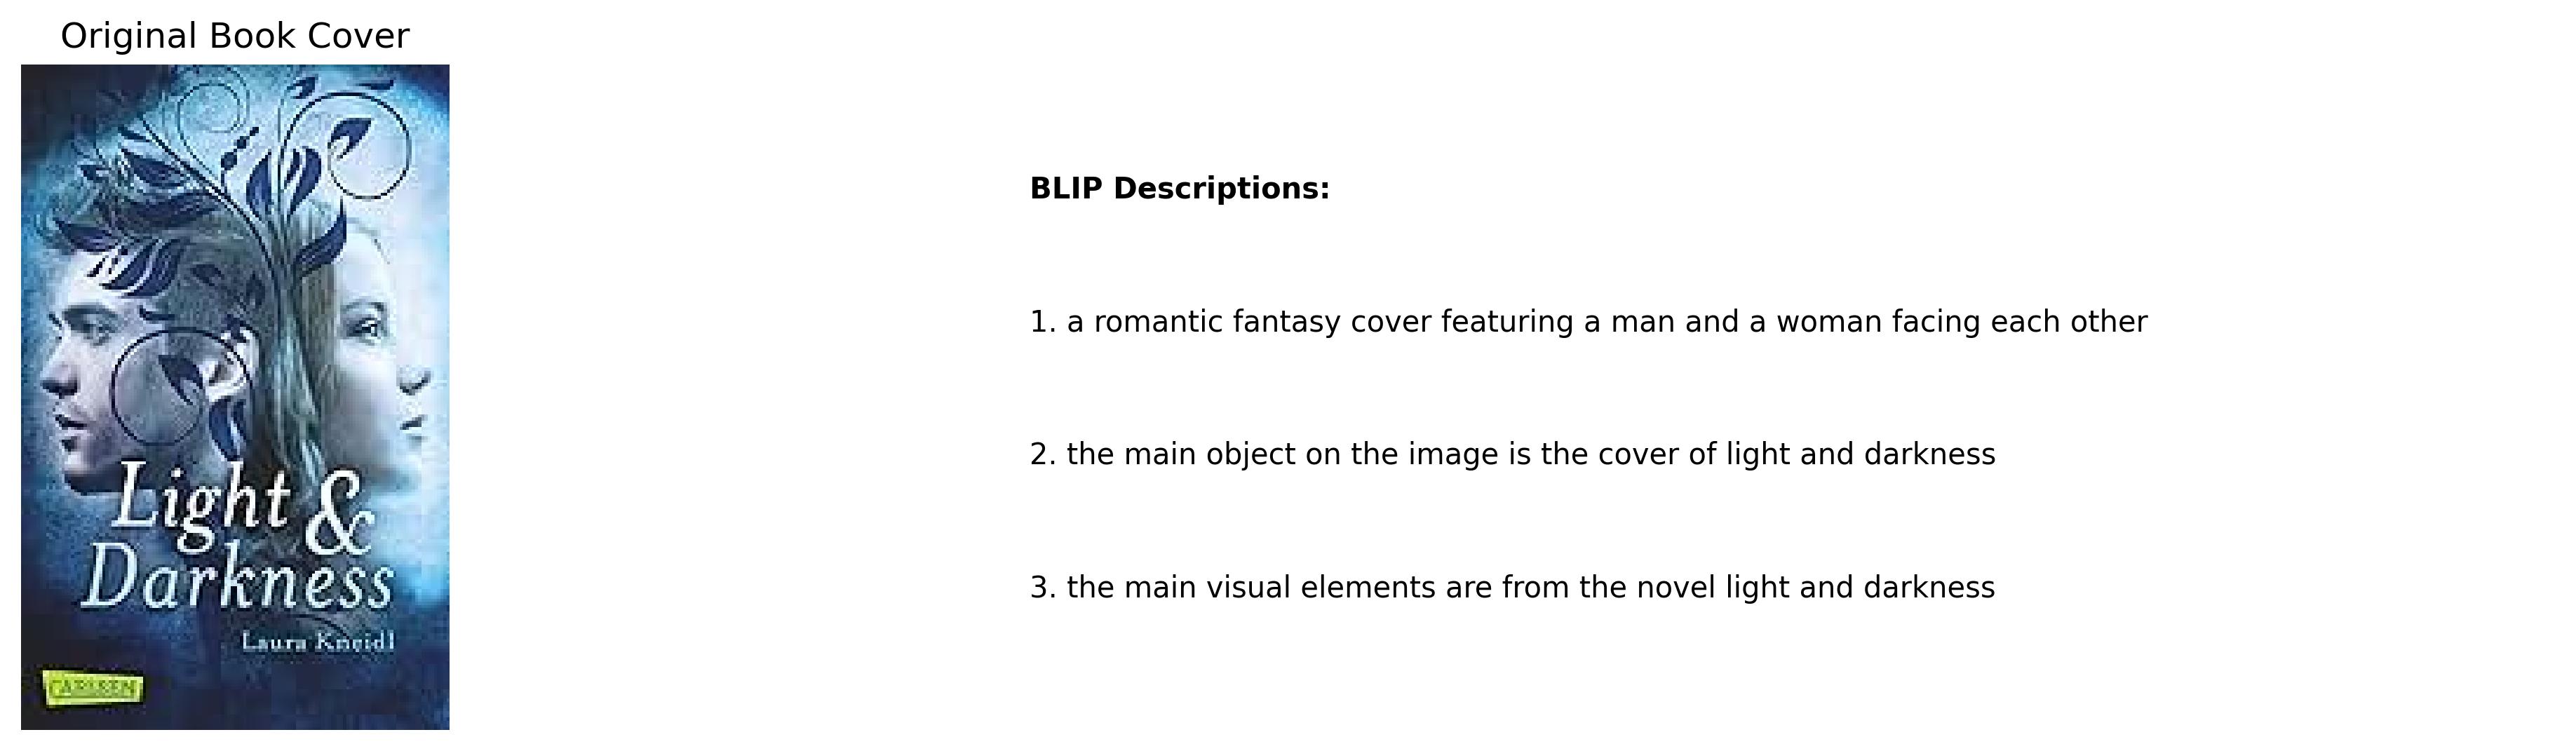 Original Book Cover
Light &
Darkness
Laura Kneidl
CARLSEN
BLIP Descriptions:
1. a romantic fantasy cover featuring a man and a woman facing each other
2. the main object on the image is the cover of light and darkness
3. the main visual elements are from the novel light and darkness